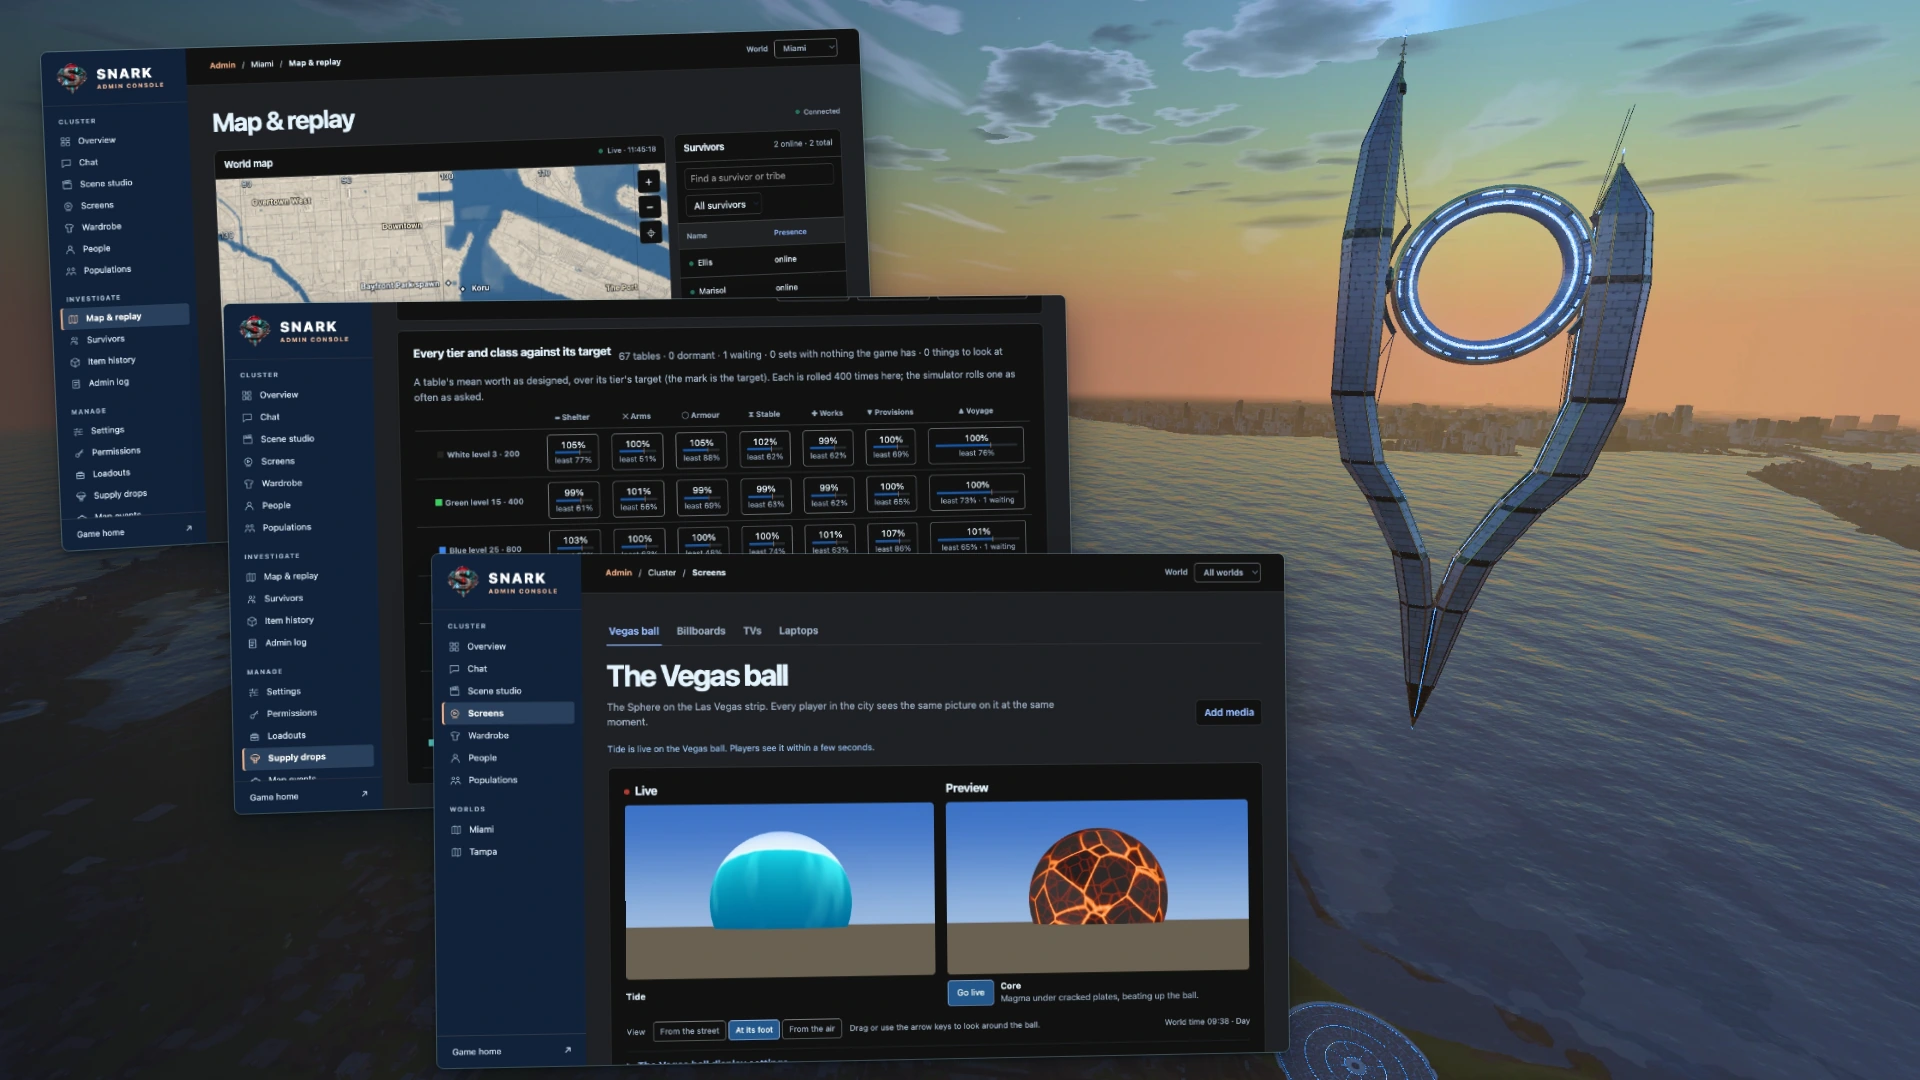 SNARK
ADMIN CONSOLE
CLUSTER
Overview
Chat
Scene studio
Screens
Wardrobe
People
Populations
INVESTIGATE
Map & replay
Survivors
Item history
Admin log
MANAGE
Settings
Permissions
Loadouts
Supply drops
Map events
Game home
Admin / Miami / Map & replay
World Miami
Map & replay
Connected
World map
Live · 11:45:18
Overtown West
Downtown
Bayfront Park spawn
Koru
The Port
Survivors
2 online · 2 total
Find a survivor or tribe
All survivors
Name Presence
Ellis online
Marisol online
SNARK
ADMIN CONSOLE
CLUSTER
Overview
Chat
Scene studio
Screens
Wardrobe
People
Populations
INVESTIGATE
Map & replay
Survivors
Item history
Admin log
MANAGE
Settings
Permissions
Loadouts
Supply drops
Map events
Game home
Every tier and class against its target 67 tables · 0 dormant · 1 waiting · 0 sets with nothing the game has · 0 things to look at
A table's mean worth as designed, over its tier's target (the mark is the target). Each is rolled 400 times here; the simulator rolls one as
often as asked.
Shelter Arms Armour Stable Works Provisions Voyage
White level 3 · 200
105% 100% 105% 102% 99% 100% 100%
least 77% least 51% least 88% least 62% least 62% least 69% least 76%
Green level 15 · 400
99% 101% 99% 99% 99% 100% 100%
least 61% least 56% least 69% least 63% least 62% least 65% least 73% · 1 waiting
Blue level 25 · 800
103% 100% 100% 100% 101% 107% 101%
least 74% least 63% least 86% least 65% · 1 waiting
SNARK
ADMIN CONSOLE
CLUSTER
Overview
Chat
Scene studio
Screens
Wardrobe
People
Populations
WORLDS
Miami
Tampa
Game home
Admin / Cluster / Screens
World All worlds
Vegas ball Billboards TVs Laptops
The Vegas ball
The Sphere on the Las Vegas strip. Every player in the city sees the same picture on it at the same
moment.
Add media
Tide is live on the Vegas ball. Players see it within a few seconds.
Live
Preview
Tide
Go live
Core
Magma under cracked plates, beating up the ball.
View From the street At its foot From the air Drag or use the arrow keys to look around the ball.
World time 09:38 · Day
The Vegas ball display settings